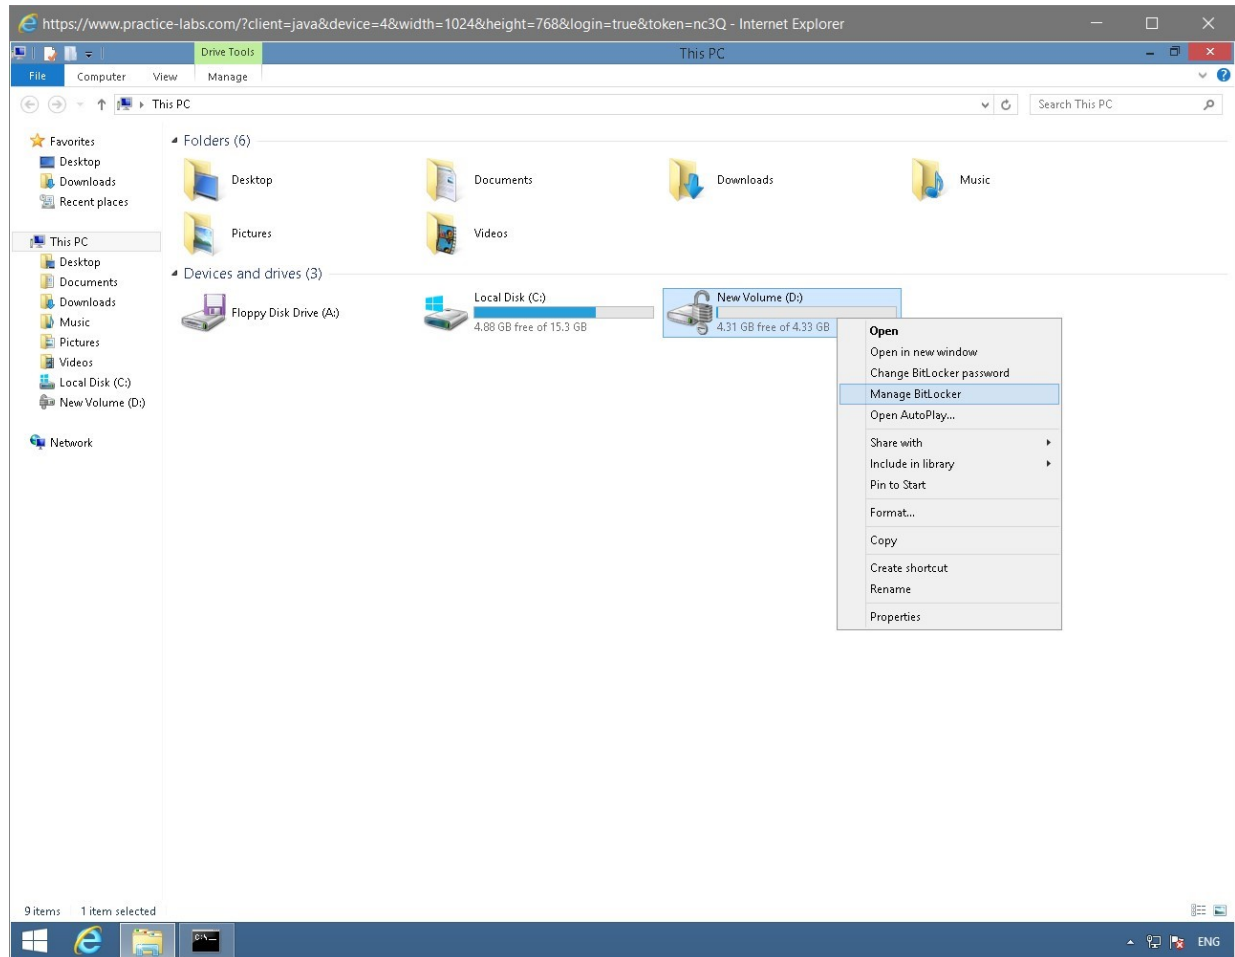 https://www.practice-labs.com/?client=java&device=4&width=1024&height=768&login=true&token=nc3Q - Internet Explorer
Drive Tools
This PC
File
Computer
View
Manage
This PC
Search This PC
Favorites
Desktop
Downloads
Recent places
This PC
Desktop
Documents
Downloads
Music
Pictures
Videos
Local Disk (C:)
New Volume (D:)
Network
Folders (6)
Desktop
Documents
Downloads
Music
Pictures
Videos
Devices and drives (3)
Floppy Disk Drive (A:)
Local Disk (C:)
4.88 GB free of 15.3 GB
New Volume (D:)
4.31 GB free of 4.33 GB
Open
Open in new window
Change BitLocker password
Manage BitLocker
Open AutoPlay...
Share with
Include in library
Pin to Start
Format...
Copy
Create shortcut
Rename
Properties
9 items
1 item selected
C:\_
ENG